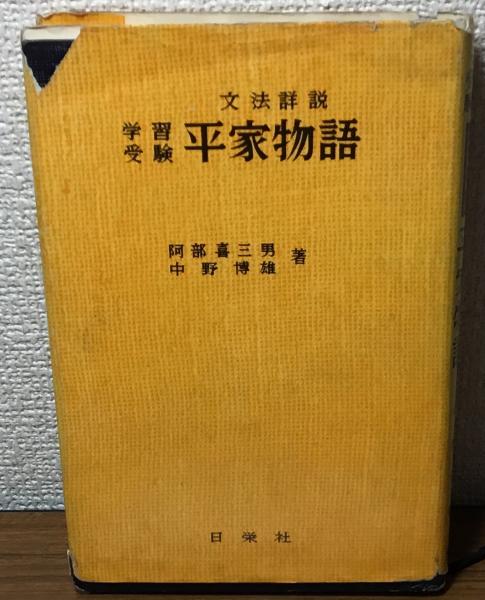 文法詳説
学習
受験 平家物語
阿部喜三男
中野博雄 著
日栄社